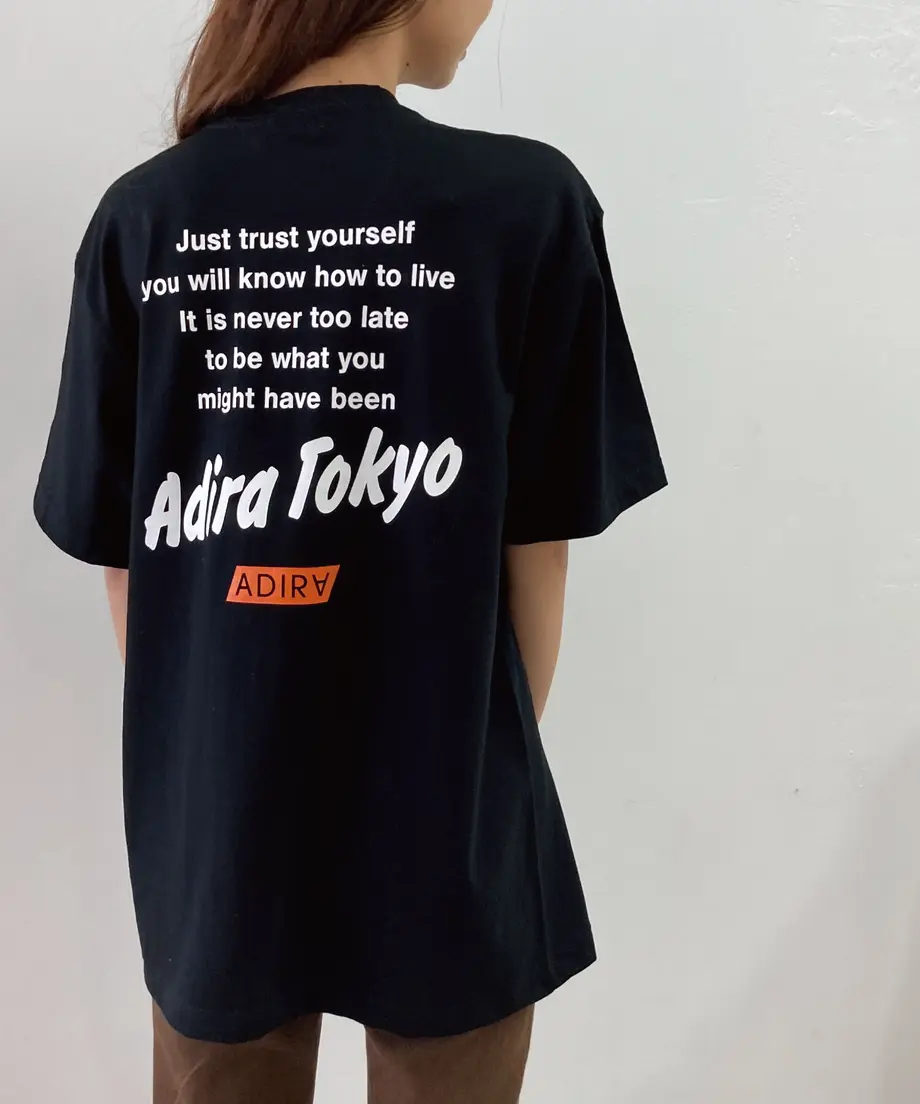 Just trust yourself
you will know how to live
It is never too late
to be what you
might have been
Adira Tokyo
ADIRA